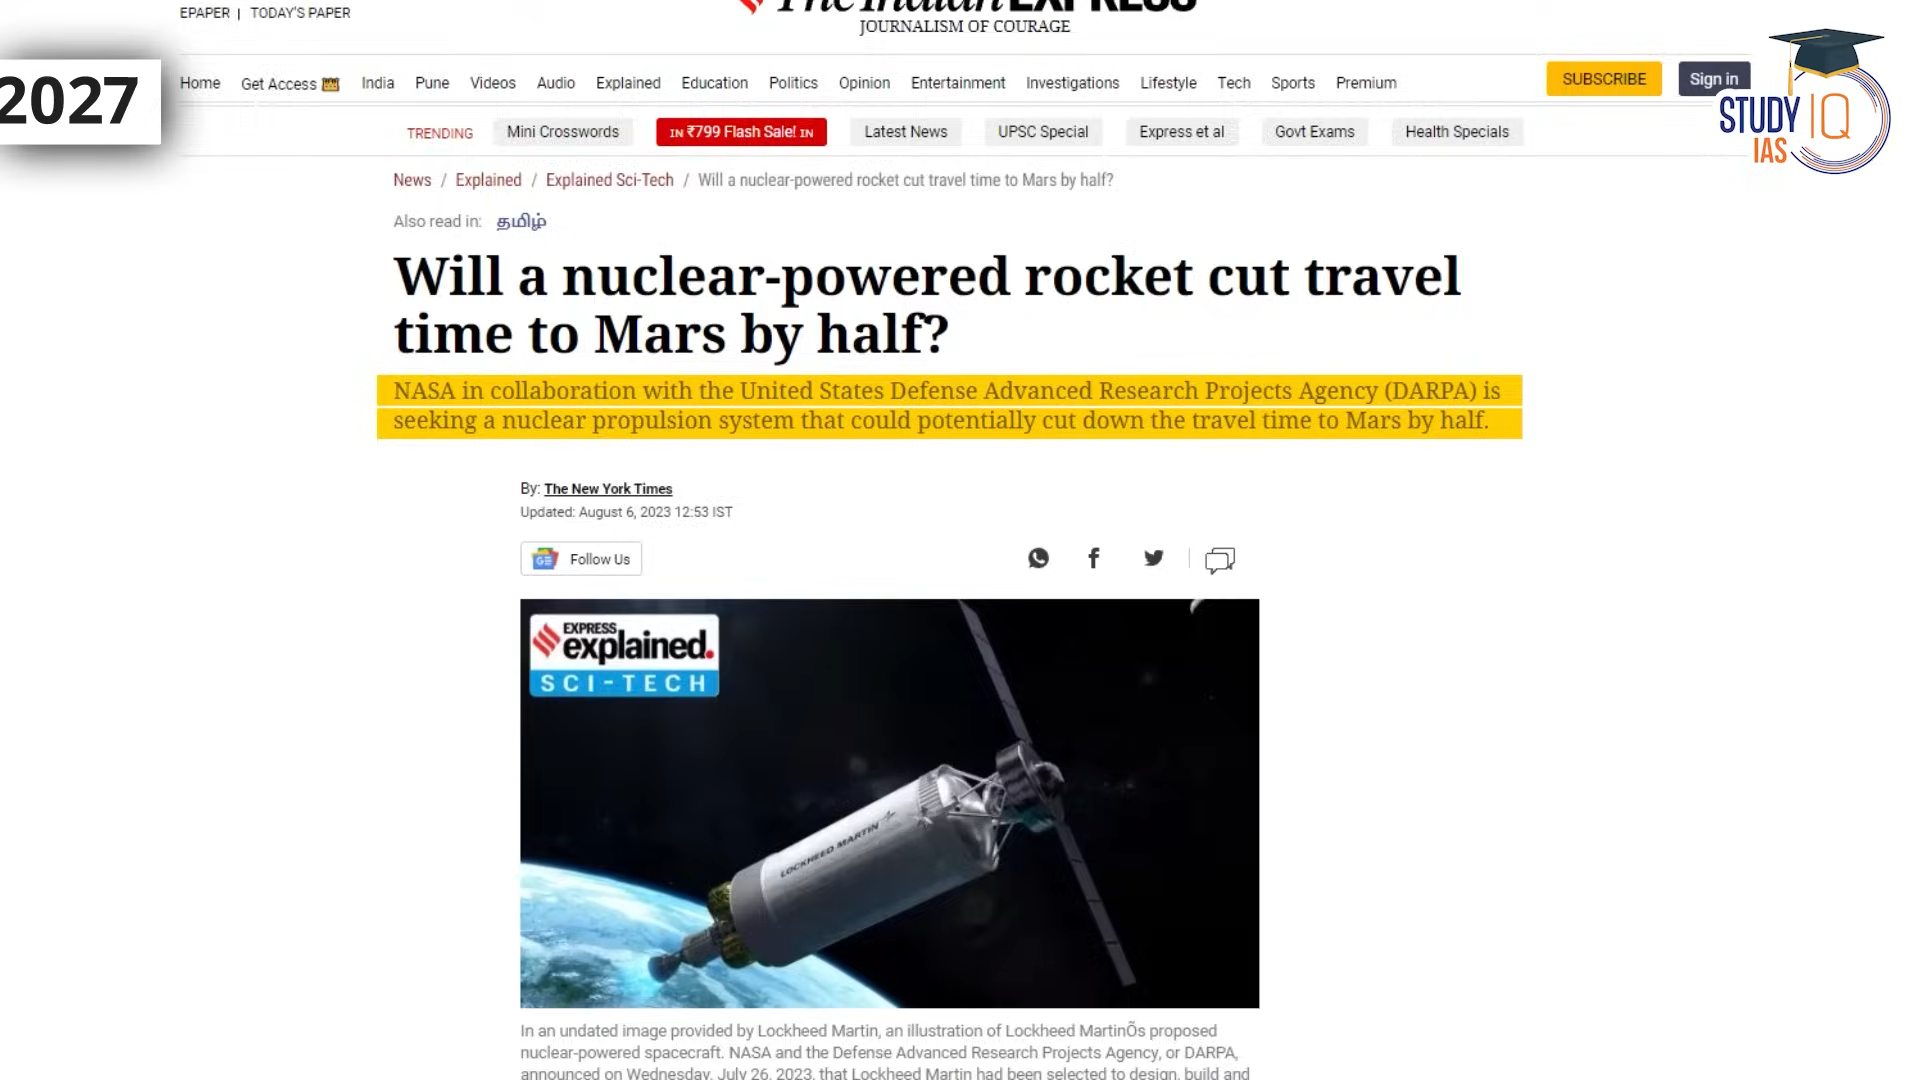 EPAPER | TODAY'S PAPER
The Indian EXPRESS
JOURNALISM OF COURAGE
2027
Home Get Access India Pune Videos Audio Explained Education Politics Opinion Entertainment Investigations Lifestyle Tech Sports Premium
SUBSCRIBE Sign in
STUDY IQ
IAS
TRENDING Mini Crosswords IN ₹799 Flash Sale! IN Latest News UPSC Special Express et al Govt Exams Health Specials
News / Explained / Explained Sci-Tech / Will a nuclear-powered rocket cut travel time to Mars by half?
Also read in: தமிழ்
Will a nuclear-powered rocket cut travel
time to Mars by half?
NASA in collaboration with the United States Defense Advanced Research Projects Agency (DARPA) is
seeking a nuclear propulsion system that could potentially cut down the travel time to Mars by half.
By: The New York Times
Updated: August 6, 2023 12:53 IST
GE Follow Us
EXPRESS
explained.
SCI-TECH
LOCKHEED MARTIN
In an undated image provided by Lockheed Martin, an illustration of Lockheed MartinÕs proposed
nuclear-powered spacecraft. NASA and the Defense Advanced Research Projects Agency, or DARPA,
announced on Wednesday, July 26, 2023, that Lockheed Martin had been selected to design, build and